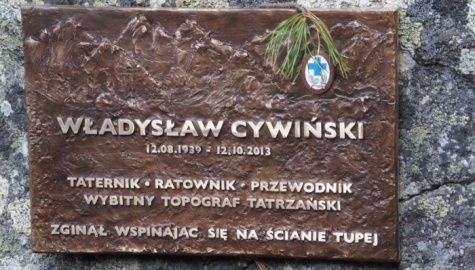 WŁADYSŁAW CYWIŃSKI
12.08.1939 - 12.10.2013
TATERNIK • RATOWNIK • PRZEWODNIK
WYBITNY TOPOGRAF TATRZAŃSKI
ZGINĄŁ WSPINAJĄC SIĘ NA ŚCIANIE TUPEJ